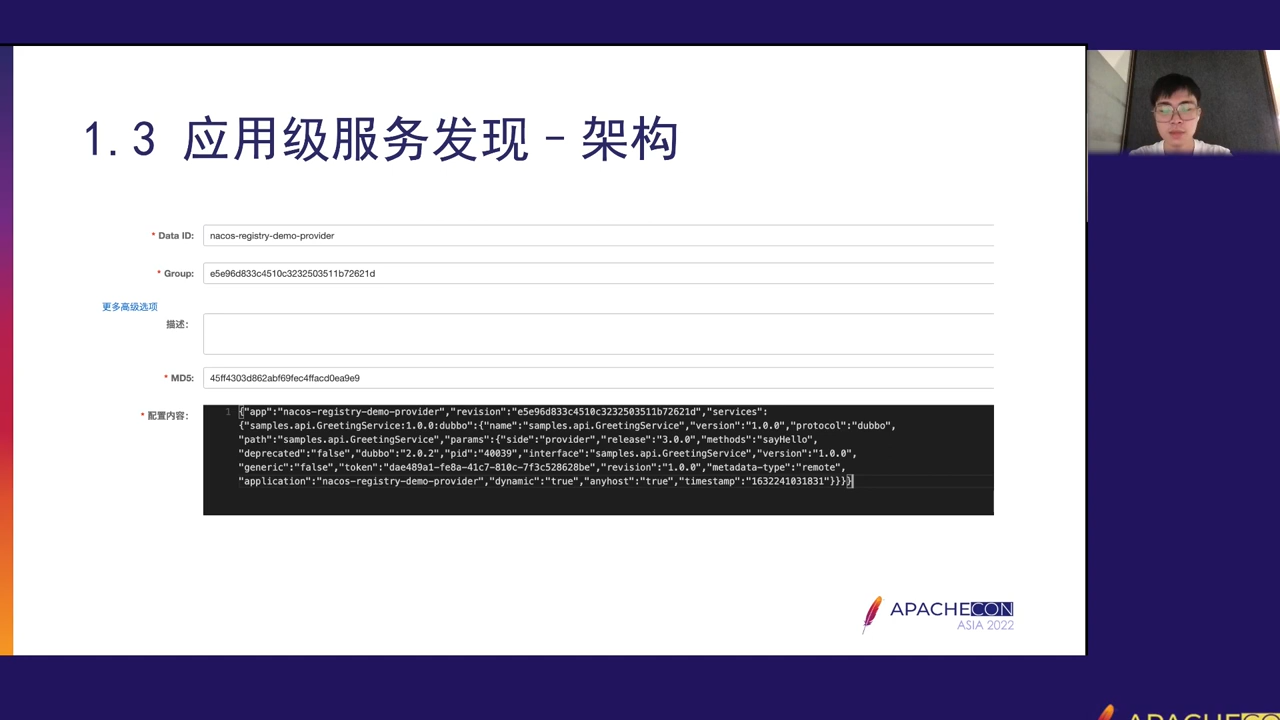 1.3 应用级服务发现-架构
* Data ID: nacos-registry-demo-provider
* Group: e5e96d833c4510c3232503511b72621d
更多高级选项
描述:
* MD5: 45ff4303d862abf69fec4ffacd0ea9e9
* 配置内容:
1 {"app":"nacos-registry-demo-provider","revision":"e5e96d833c4510c3232503511b72621d","services":
{"samples.api.GreetingService:1.0.0:dubbo":{"name":"samples.api.GreetingService","version":"1.0.0","protocol":"dubbo",
"path":"samples.api.GreetingService","params":{"side":"provider","release":"3.0.0","methods":"sayHello",
"deprecated":"false","dubbo":"2.0.2","pid":"40039","interface":"samples.api.GreetingService","version":"1.0.0",
"generic":"false","token":"dae489a1-fe8a-41c7-810c-7f3c528628be","revision":"1.0.0","metadata-type":"remote",
"application":"nacos-registry-demo-provider","dynamic":"true","anyhost":"true","timestamp":"1632241031831"}}}}
APACHECON
ASIA 2022